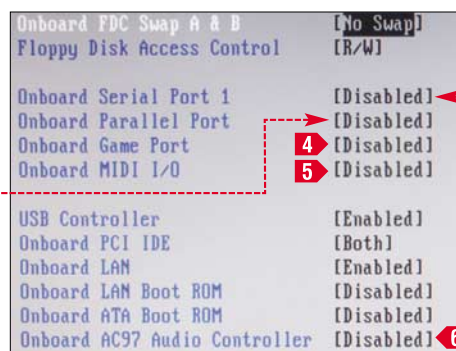 Onboard FDC Swap A & B [No Swap]
Floppy Disk Access Control [R/W]
Onboard Serial Port 1 [Disabled]
Onboard Parallel Port [Disabled]
Onboard Game Port 4 [Disabled]
Onboard MIDI I/O 5 [Disabled]
USB Controller [Enabled]
Onboard PCI IDE [Both]
Onboard LAN [Enabled]
Onboard LAN Boot ROM [Disabled]
Onboard ATA Boot ROM [Disabled]
Onboard AC97 Audio Controller [Disabled] 6